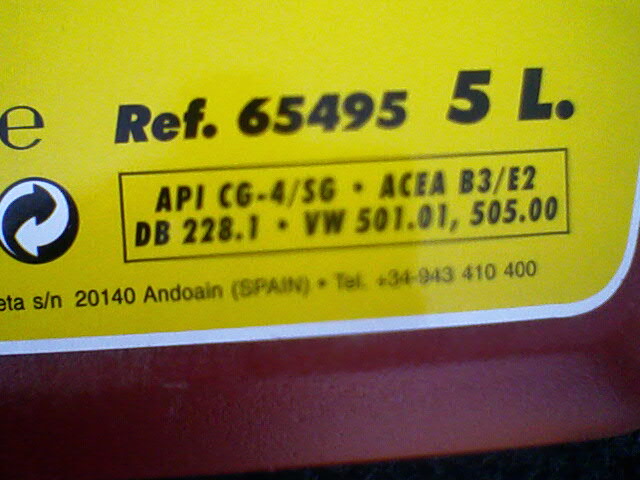 e Ref. 65495 5 L.
API CG-4/SG • ACEA B3/E2
DB 228.1 • VW 501.01, 505.00
eta s/n 20140 Andoain (SPAIN) • Tel. +34-943 410 400